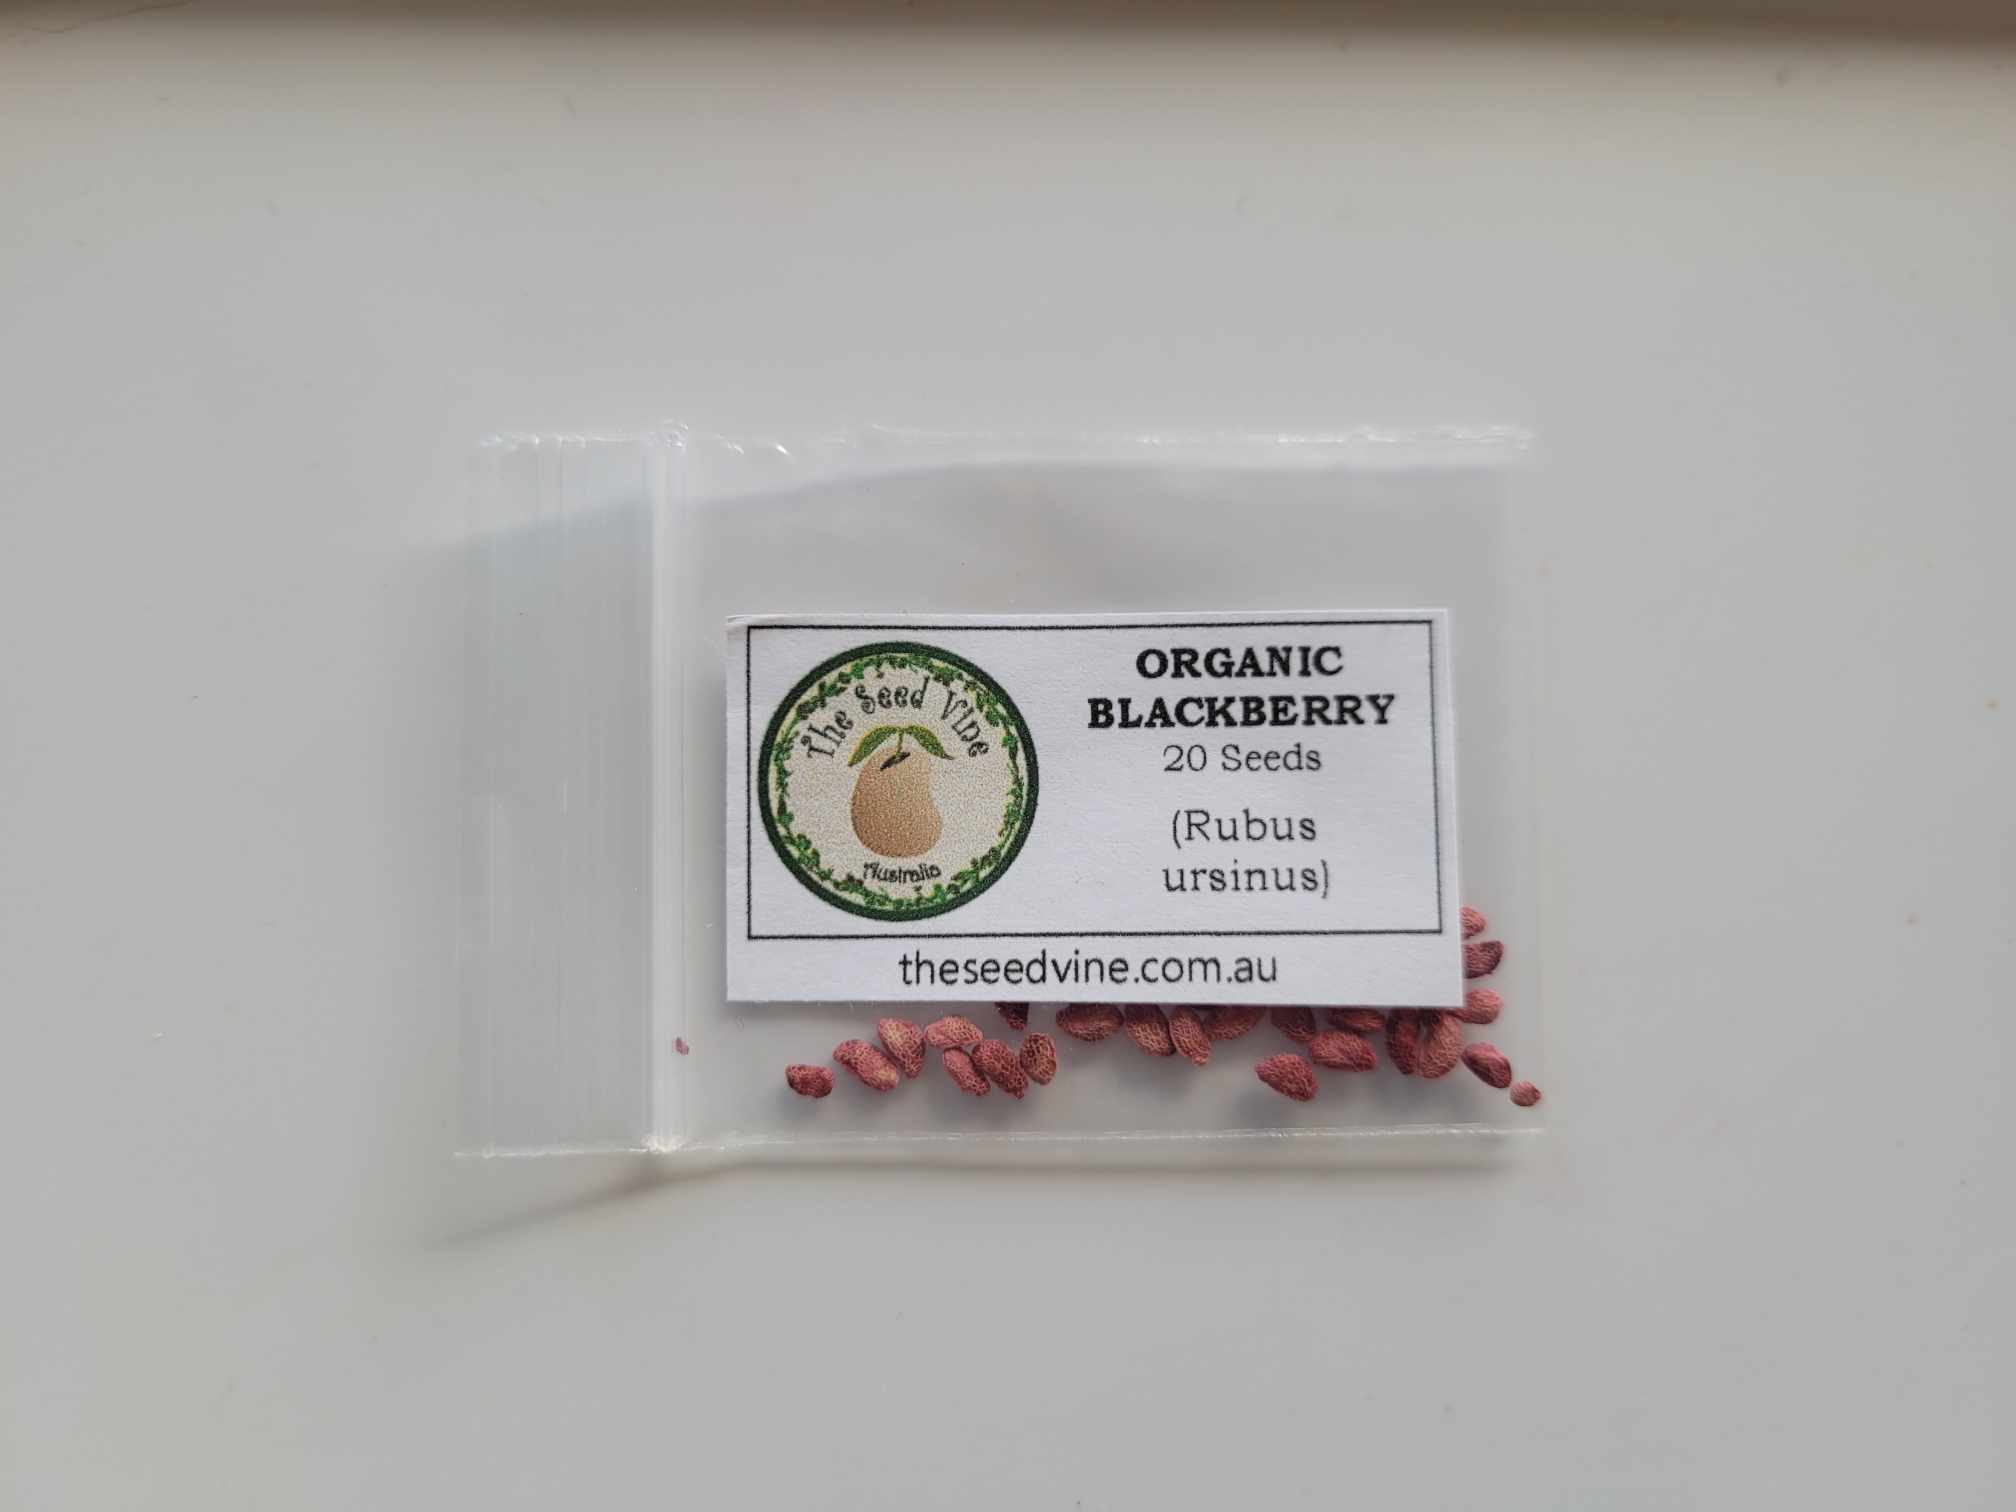 The Seed Vine
Australia
ORGANIC
BLACKBERRY
20 Seeds
(Rubus
ursinus)
theseedvine.com.au